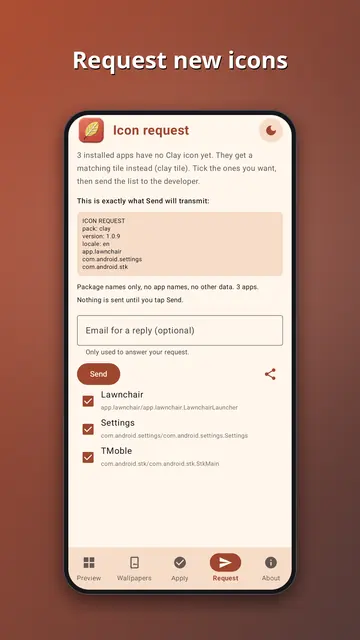 Request new icons
Icon request
3 installed apps have no Clay icon yet. They get a
matching tile instead (clay tile). Tick the ones you want,
then send the list to the developer.
This is exactly what Send will transmit:
ICON REQUEST
pack: clay
version: 1.0.9
locale: en
app.lawnchair
com.android.settings
com.android.stk
Package names only, no app names, no other data. 3 apps.
Nothing is sent until you tap Send.
Email for a reply (optional)
Only used to answer your request.
Send
Lawnchair
app.lawnchair/app.lawnchair.LawnchairLauncher
Settings
com.android.settings/com.android.settings.Settings
TMoble
com.android.stk/com.android.stk.StkMain
Preview
Wallpapers
Apply
Request
About